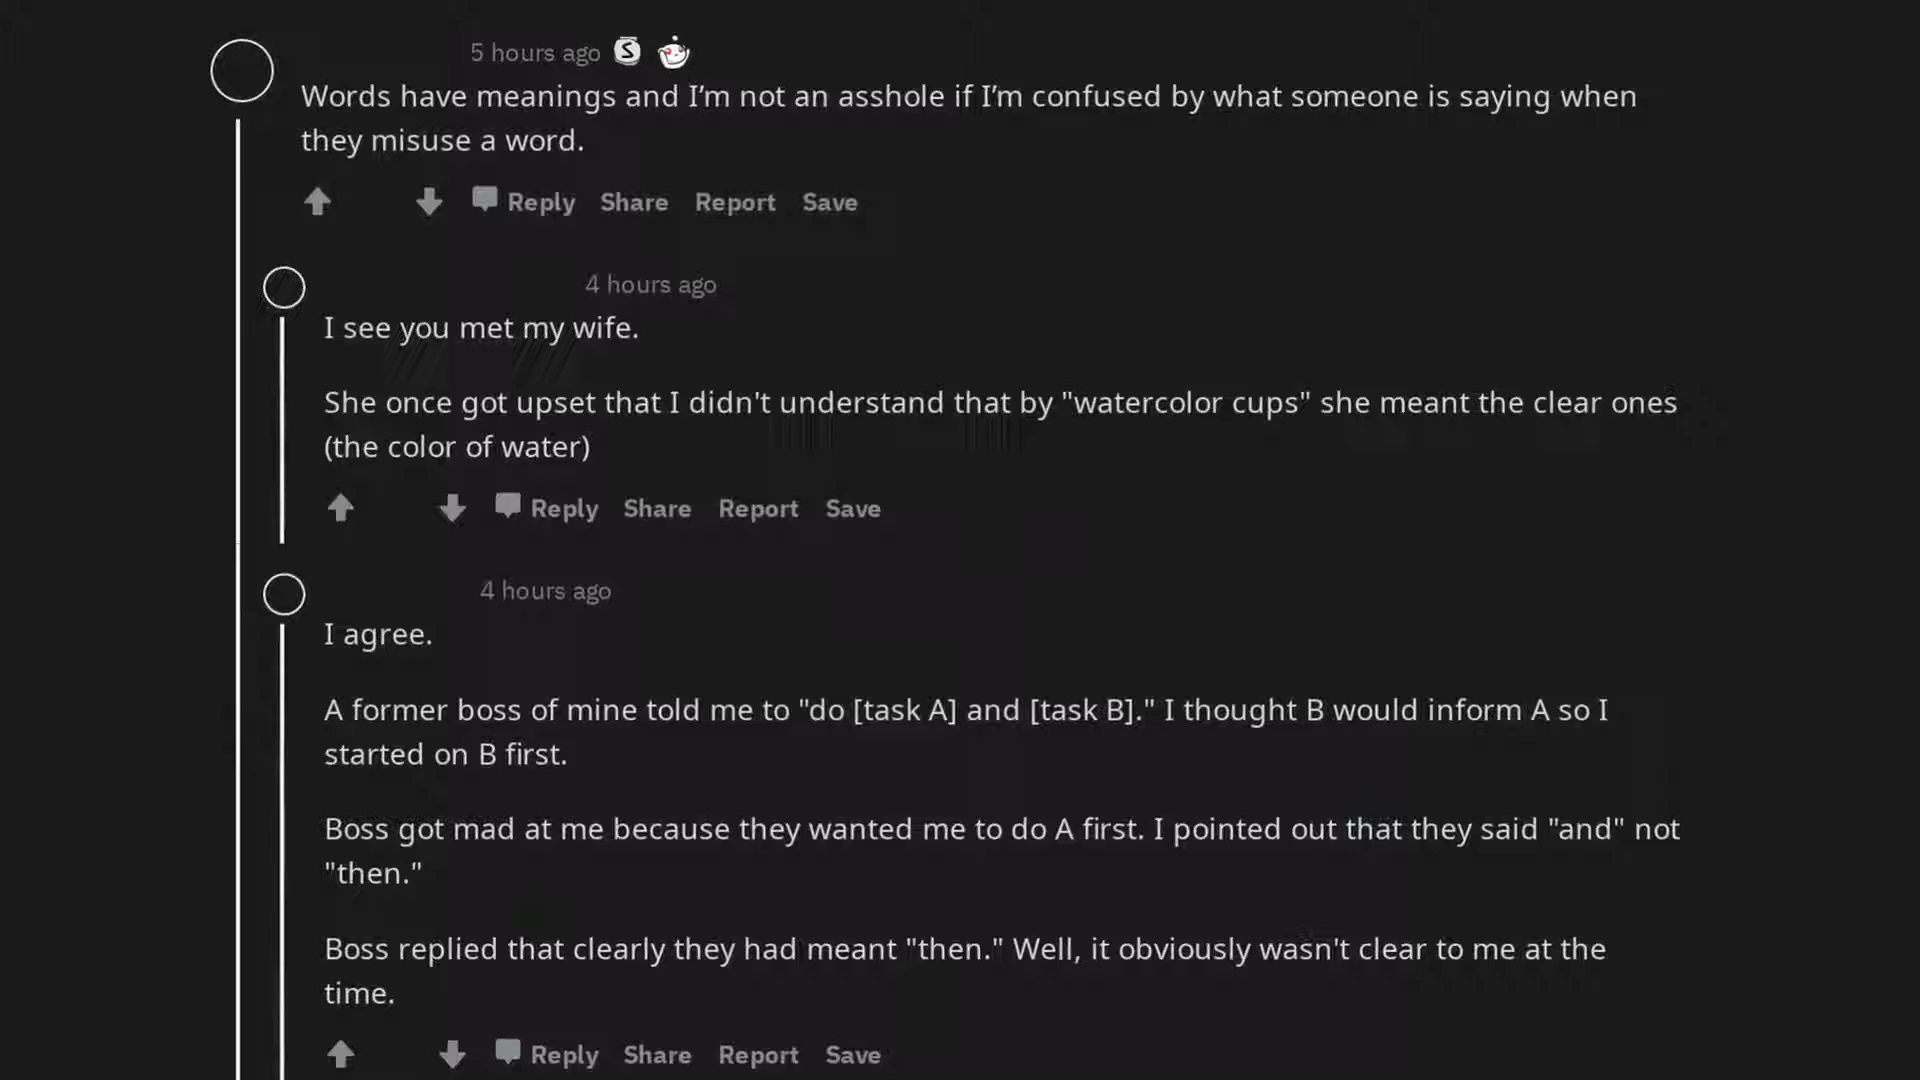 5 hours ago
Words have meanings and I’m not an asshole if I’m confused by what someone is saying when
they misuse a word.
Reply Share Report Save
4 hours ago
I see you met my wife.
She once got upset that I didn't understand that by "watercolor cups" she meant the clear ones
(the color of water)
Reply Share Report Save
4 hours ago
I agree.
A former boss of mine told me to "do [task A] and [task B]." I thought B would inform A so I
started on B first.
Boss got mad at me because they wanted me to do A first. I pointed out that they said "and" not
"then."
Boss replied that clearly they had meant "then." Well, it obviously wasn't clear to me at the
time.
Reply Share Report Save